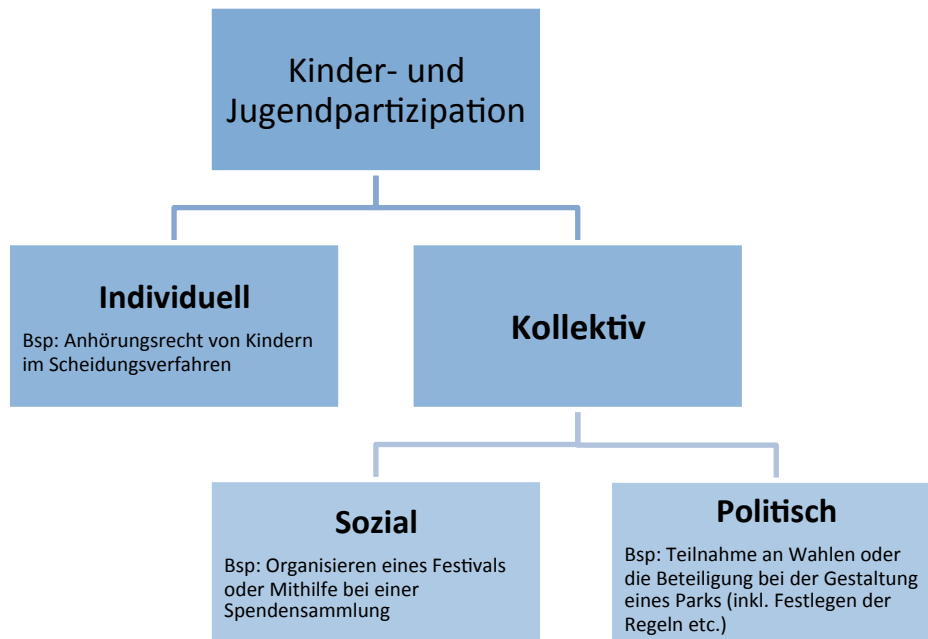 Kinder- und
Jugendpartizipation
Individuell
Bsp: Anhörungsrecht von Kindern
im Scheidungsverfahren
Kollektiv
Sozial
Bsp: Organisieren eines Festivals
oder Mithilfe bei einer
Spendensammlung
Politisch
Bsp: Teilnahme an Wahlen oder
die Beteiligung bei der Gestaltung
eines Parks (inkl. Festlegen der
Regeln etc.)